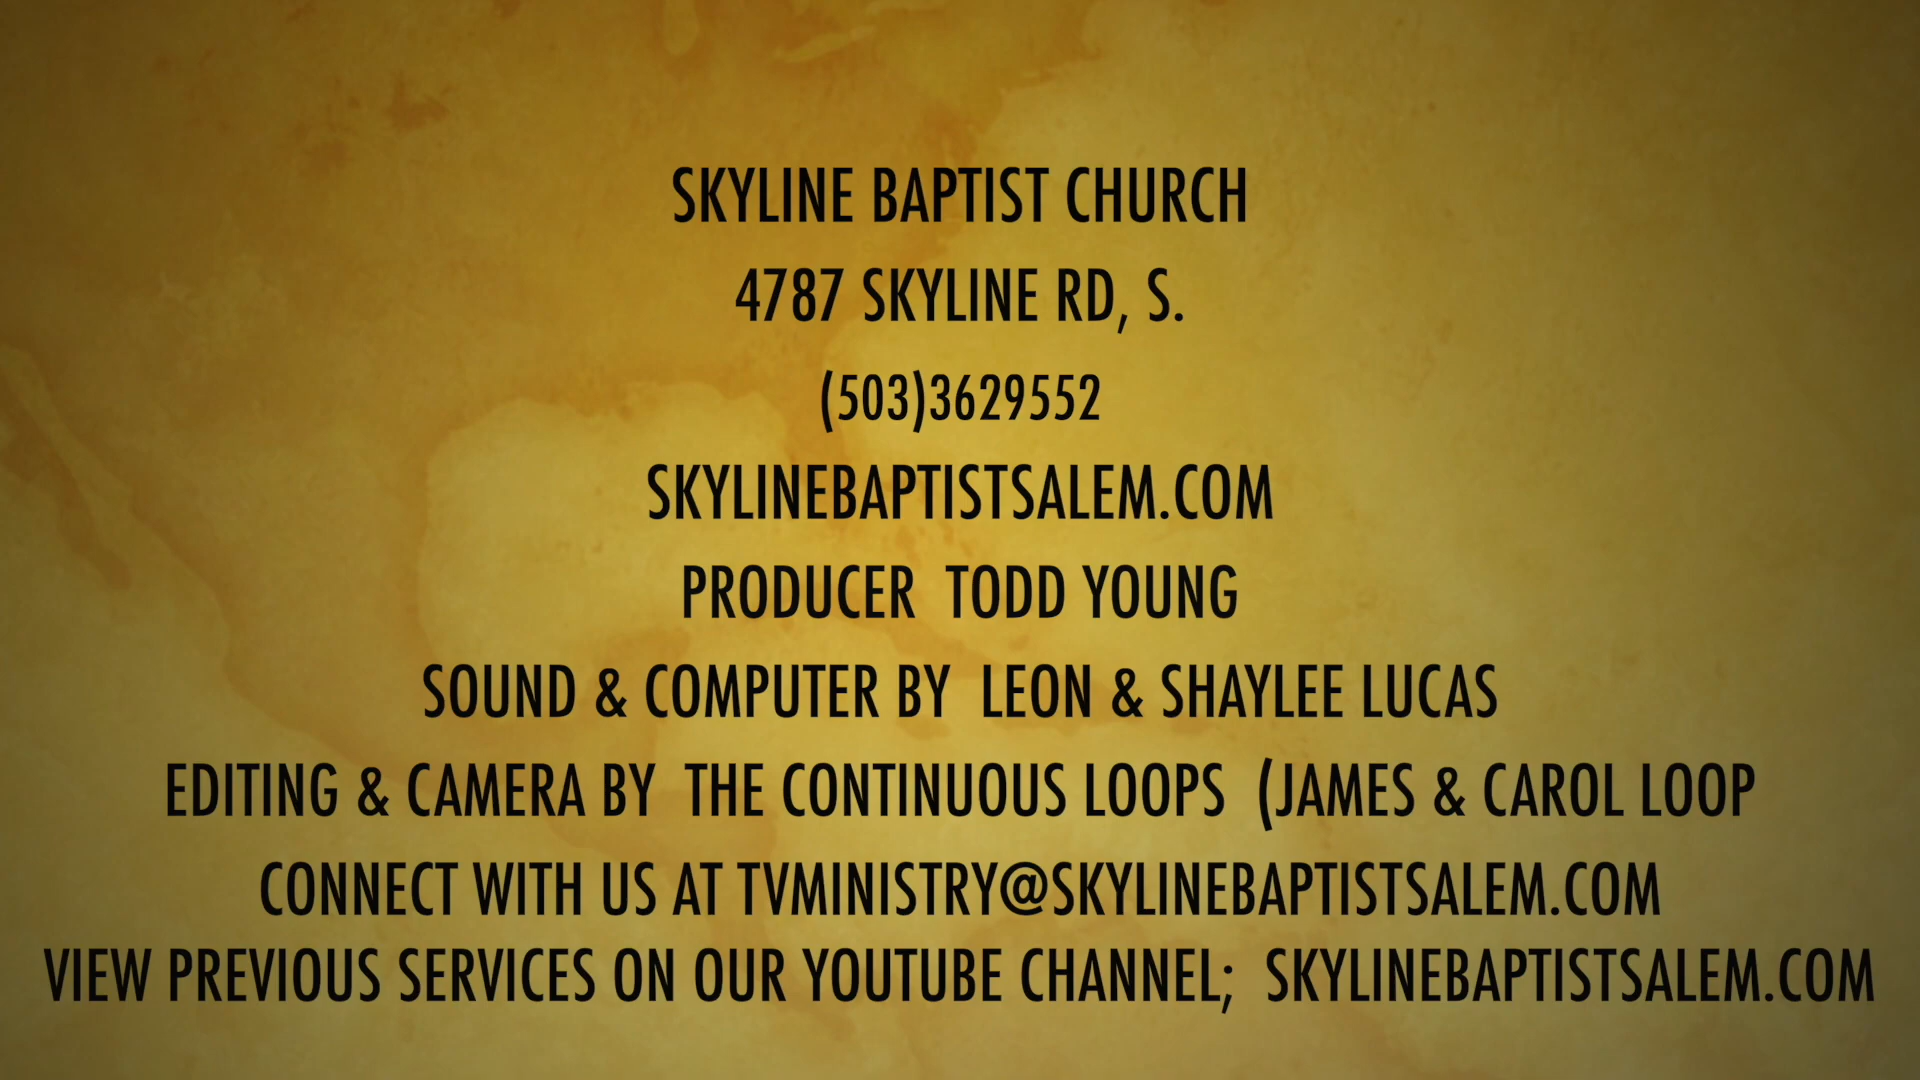 SKYLINE BAPTIST CHURCH
4787 SKYLINE RD, S.
(503)3629552
SKYLINEBAPTISTSALEM.COM
PRODUCER  TODD YOUNG
SOUND & COMPUTER BY  LEON & SHAYLEE LUCAS
EDITING & CAMERA BY  THE CONTINUOUS LOOPS  (JAMES & CAROL LOOP
CONNECT WITH US AT TVMINISTRY@SKYLINEBAPTISTSALEM.COM
VIEW PREVIOUS SERVICES ON OUR YOUTUBE CHANNEL;  SKYLINEBAPTISTSALEM.COM